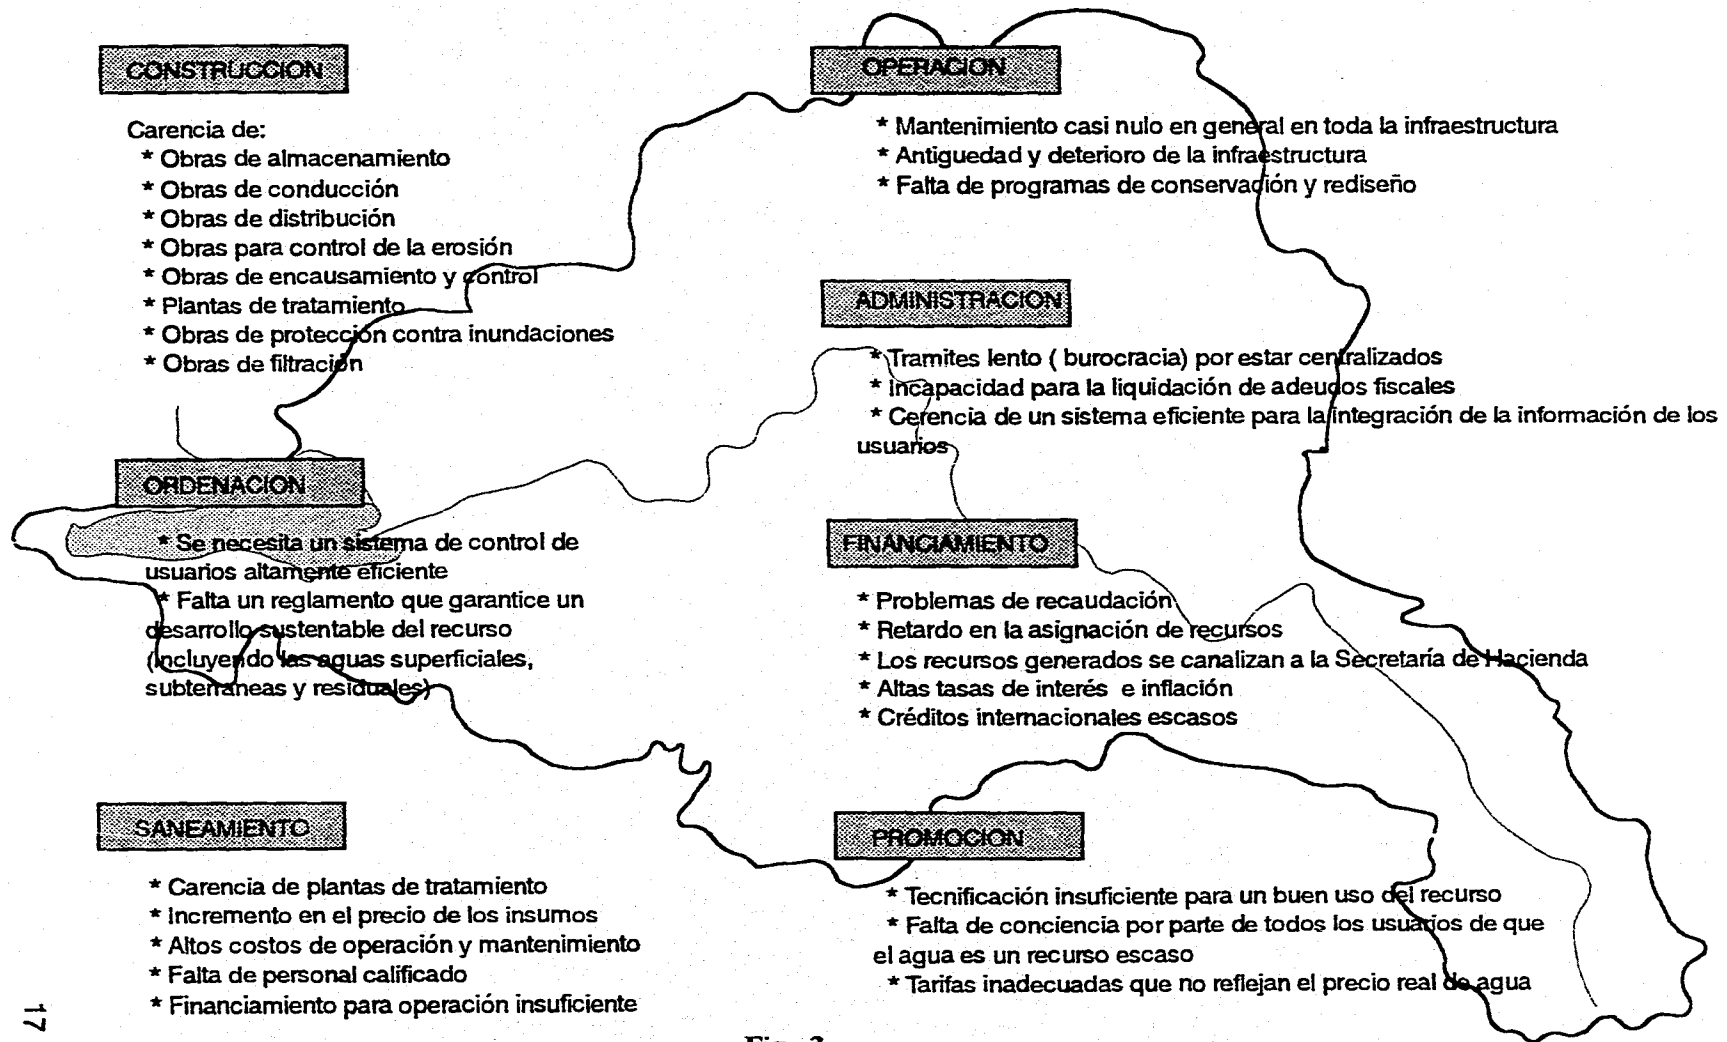 CONSTRUCCION
Carencia de:
* Obras de almacenamiento
* Obras de conducción
* Obras de distribución
* Obras para control de la erosión
* Obras de encausamiento y control
* Plantas de tratamiento
* Obras de protección contra inundaciones
* Obras de filtración
ORDENACION
* Se necesita un sistema de control de
usuarios altamente eficiente
* Falta un reglamento que garantice un
desarrollo sustentable del recurso
(incluyendo las aguas superficiales,
subterráneas y residuales)
SANEAMIENTO
* Carencia de plantas de tratamiento
* Incremento en el precio de los insumos
* Altos costos de operación y mantenimiento
* Falta de personal calificado
* Financiamiento para operación insuficiente
OPERACION
* Mantenimiento casi nulo en general en toda la infraestructura
* Antiguedad y deterioro de la infraestructura
* Falta de programas de conservación y rediseño
ADMINISTRACION
* Tramites lento ( burocracia) por estar centralizados
* Incapacidad para la liquidación de adeudos fiscales
* Cerencia de un sistema eficiente para la integración de la información de los
usuarios
FINANCIAMIENTO
* Problemas de recaudación
* Retardo en la asignación de recursos
* Los recursos generados se canalizan a la Secretaría de Hacienda
* Altas tasas de interés e inflación
* Créditos internacionales escasos
PROMOCION
* Tecnificación insuficiente para un buen uso del recurso
* Falta de conciencia por parte de todos los usuarios de que
el agua es un recurso escaso
* Tarifas inadecuadas que no reflejan el precio real de agua
17